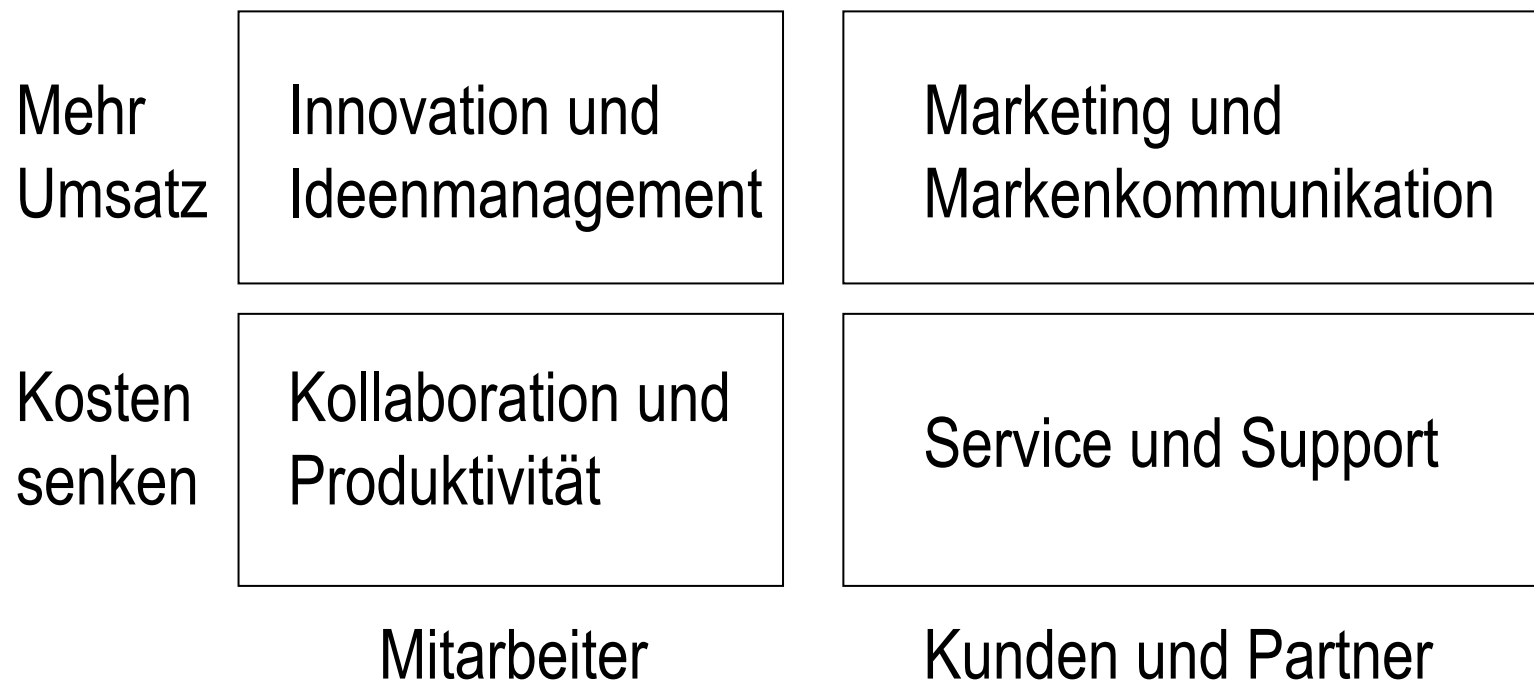 Mehr
Umsatz
Innovation und
Ideenmanagement
Marketing und
Markenkommunikation
Kosten
senken
Kollaboration und
Produktivität
Service und Support
Mitarbeiter
Kunden und Partner